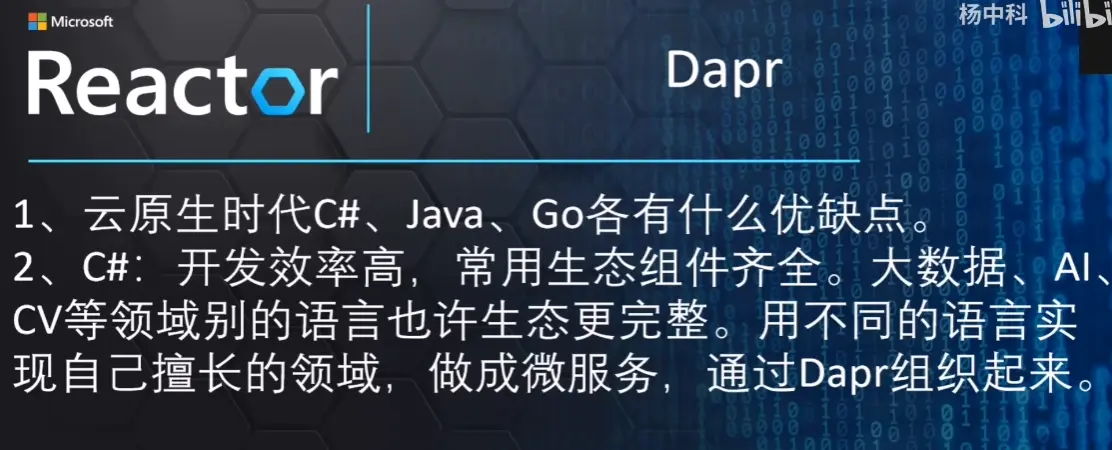 Microsoft
Reactor
Dapr
杨中科 bilibi
1、云原生时代C#、Java、Go各有什么优缺点。
2、C#：开发效率高，常用生态组件齐全。大数据、AI、
CV等领域别的语言也许生态更完整。用不同的语言实
现自己擅长的领域，做成微服务，通过Dapr组织起来。